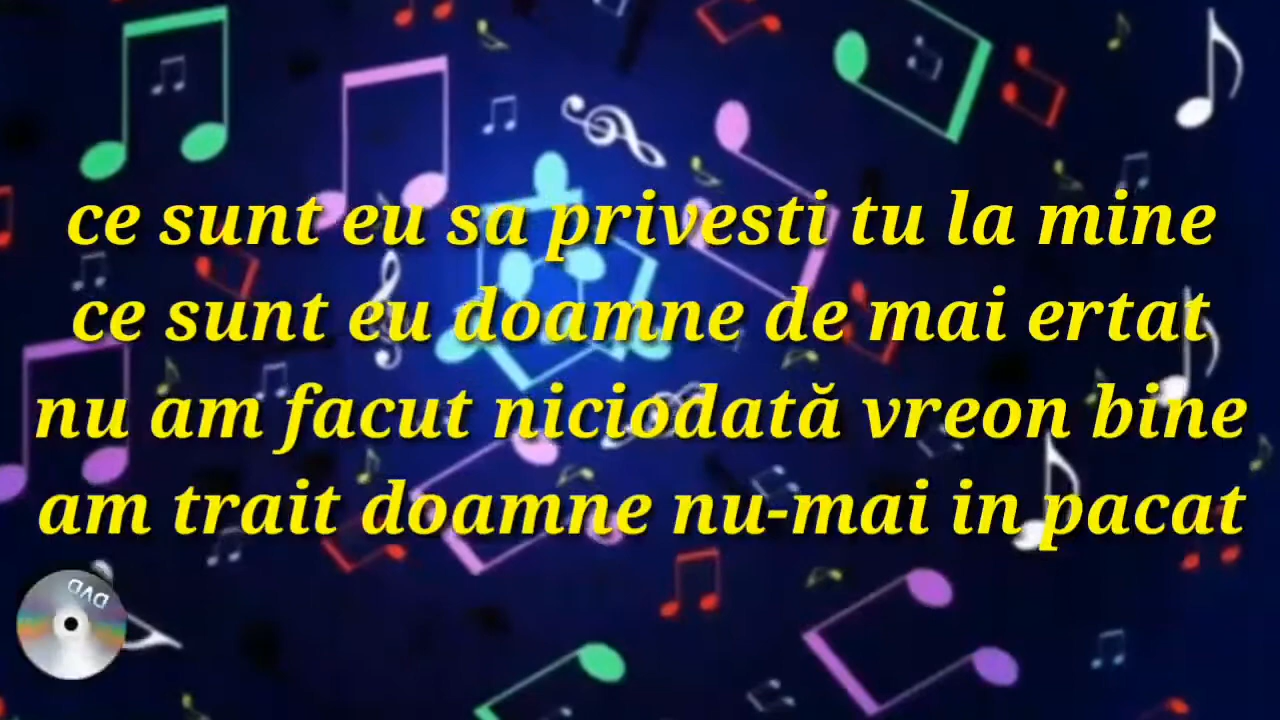 ce sunt eu sa privesti tu la mine
ce sunt eu doamne de mai ertat
nu am facut niciodată vreon bine
am trait doamne nu-mai in pacat
DVD